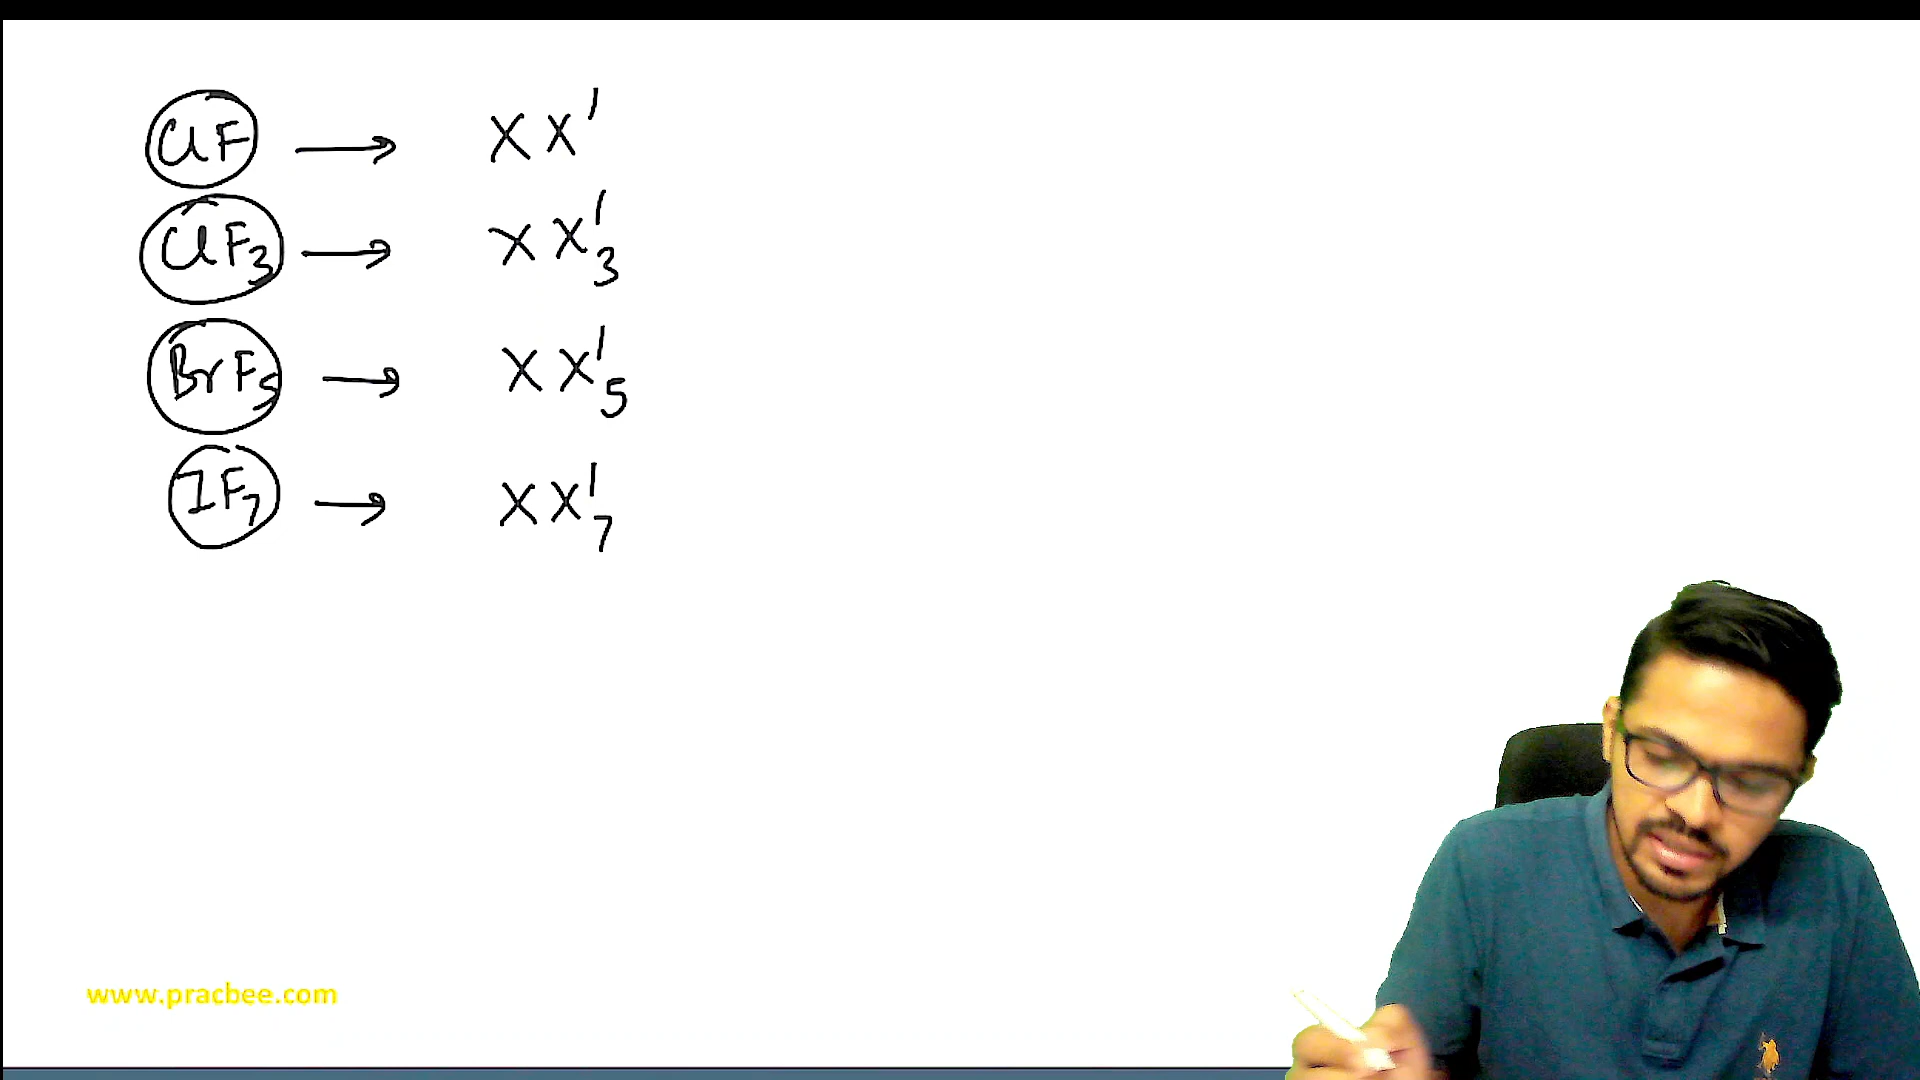 ClF → XX'
ClF₃ → XX'₃
BrF₅ → XX'₅
IF₇ → XX'₇
www.pracbee.com